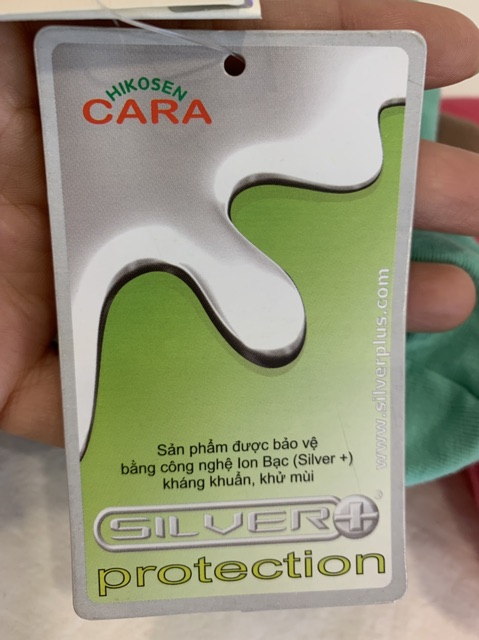 HIKOSEN
CARA
www.silverplus.com
Sản phẩm được bảo vệ
bằng công nghệ Ion Bạc (Silver +)
kháng khuẩn, khử mùi
SILVER+
protection